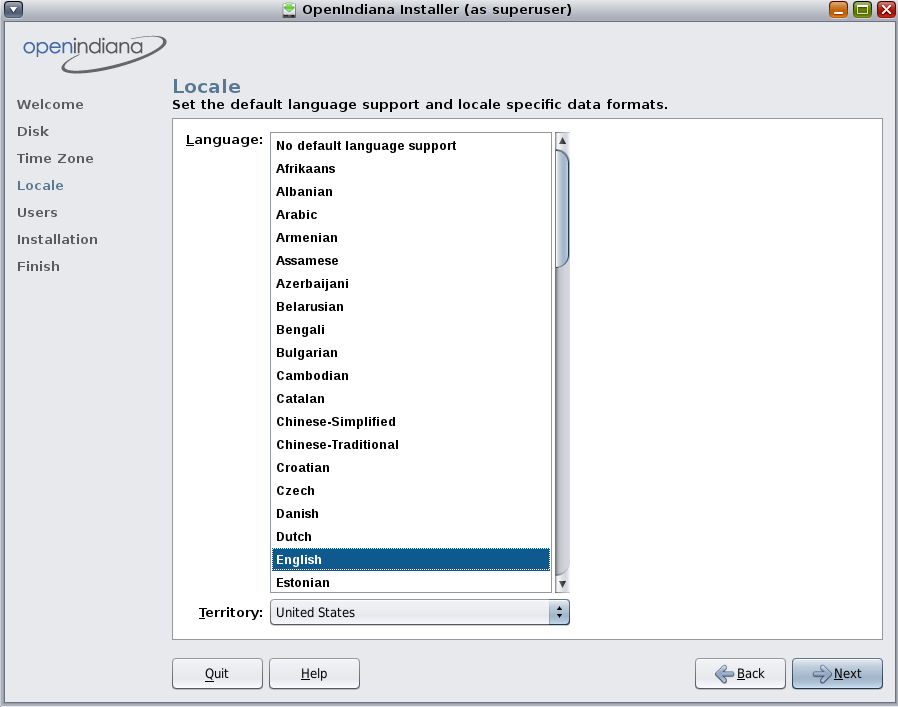 OpenIndiana Installer (as superuser)
openindiana
Welcome
Disk
Time Zone
Locale
Users
Installation
Finish
Locale
Set the default language support and locale specific data formats.
Language:
No default language support
Afrikaans
Albanian
Arabic
Armenian
Assamese
Azerbaijani
Belarusian
Bengali
Bulgarian
Cambodian
Catalan
Chinese-Simplified
Chinese-Traditional
Croatian
Czech
Danish
Dutch
English
Estonian
Territory: United States
Quit Help Back Next